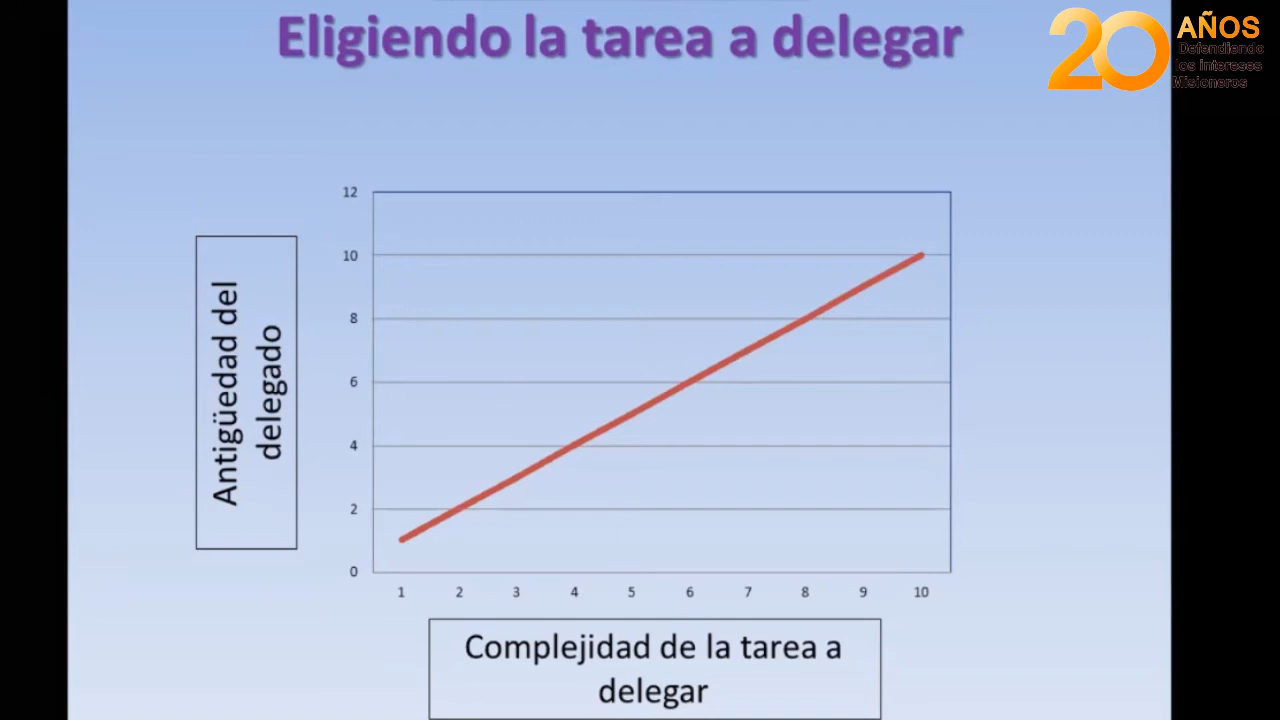 Eligiendo la tarea a delegar
20 AÑOS
Defendiendo
los intereses
Misioneros
12
10
8
6
4
2
0
Antigüedad del
delegado
1 2 3 4 5 6 7 8 9 10
Complejidad de la tarea a
delegar